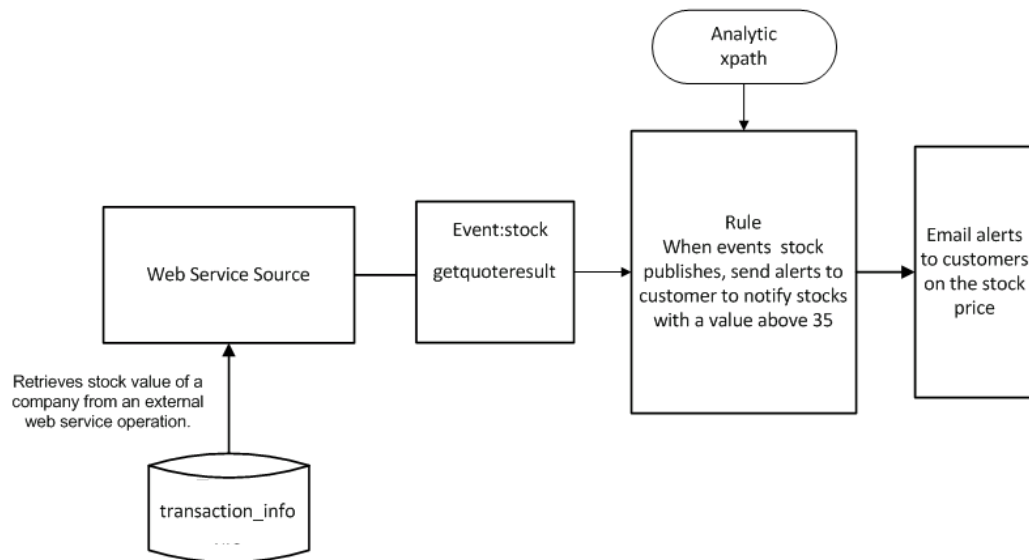 Analytic
xpath
Web Service Source
Event:stock
getquoteresult
Rule
When events stock
publishes, send alerts to
customer to notify stocks
with a value above 35
Email alerts
to customers
on the stock
price
Retrieves stock value of a
company from an external
web service operation.
transaction_info